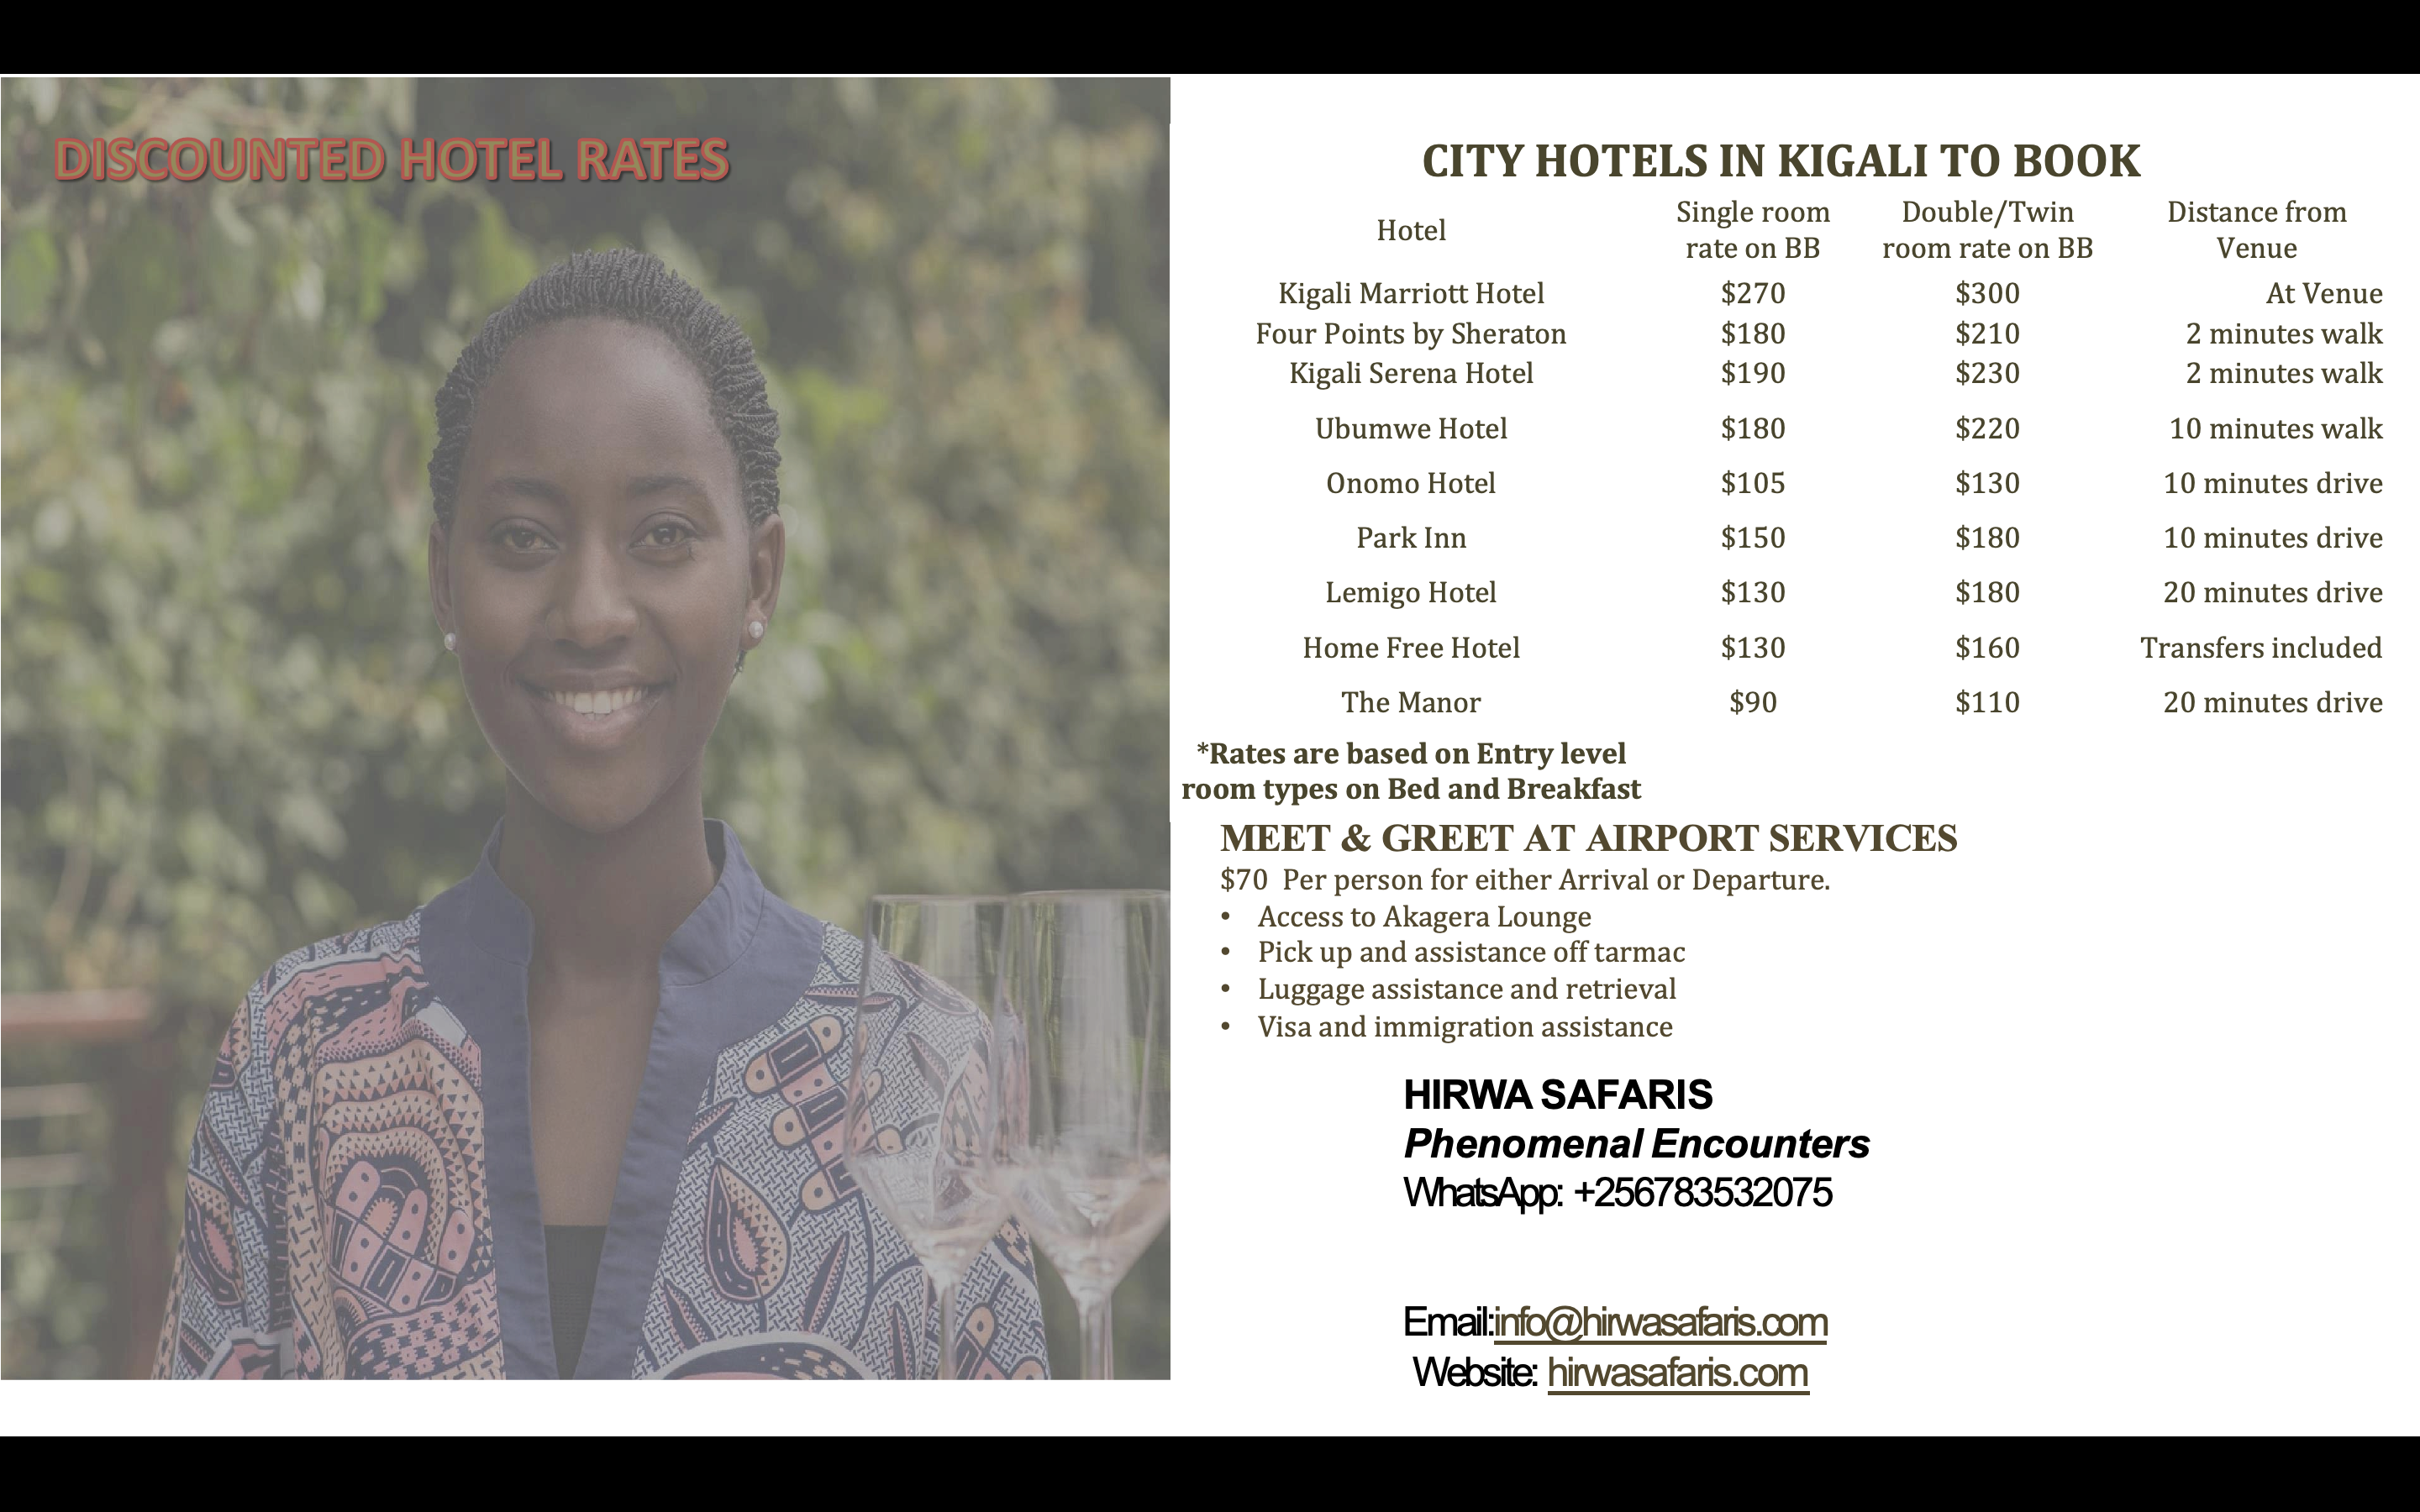 DISCOUNTED HOTEL RATES
CITY HOTELS IN KIGALI TO BOOK
Hotel Single room rate on BB Double/Twin room rate on BB Distance from Venue
Kigali Marriott Hotel $270 $300 At Venue
Four Points by Sheraton $180 $210 2 minutes walk
Kigali Serena Hotel $190 $230 2 minutes walk
Ubumwe Hotel $180 $220 10 minutes walk
Onomo Hotel $105 $130 10 minutes drive
Park Inn $150 $180 10 minutes drive
Lemigo Hotel $130 $180 20 minutes drive
Home Free Hotel $130 $160 Transfers included
The Manor $90 $110 20 minutes drive
*Rates are based on Entry level
room types on Bed and Breakfast
MEET & GREET AT AIRPORT SERVICES
$70 Per person for either Arrival or Departure.
• Access to Akagera Lounge
• Pick up and assistance off tarmac
• Luggage assistance and retrieval
• Visa and immigration assistance
HIRWA SAFARIS
Phenomenal Encounters
WhatsApp: +256783532075
Email:info@hirwasafaris.com
Website: hirwasafaris.com